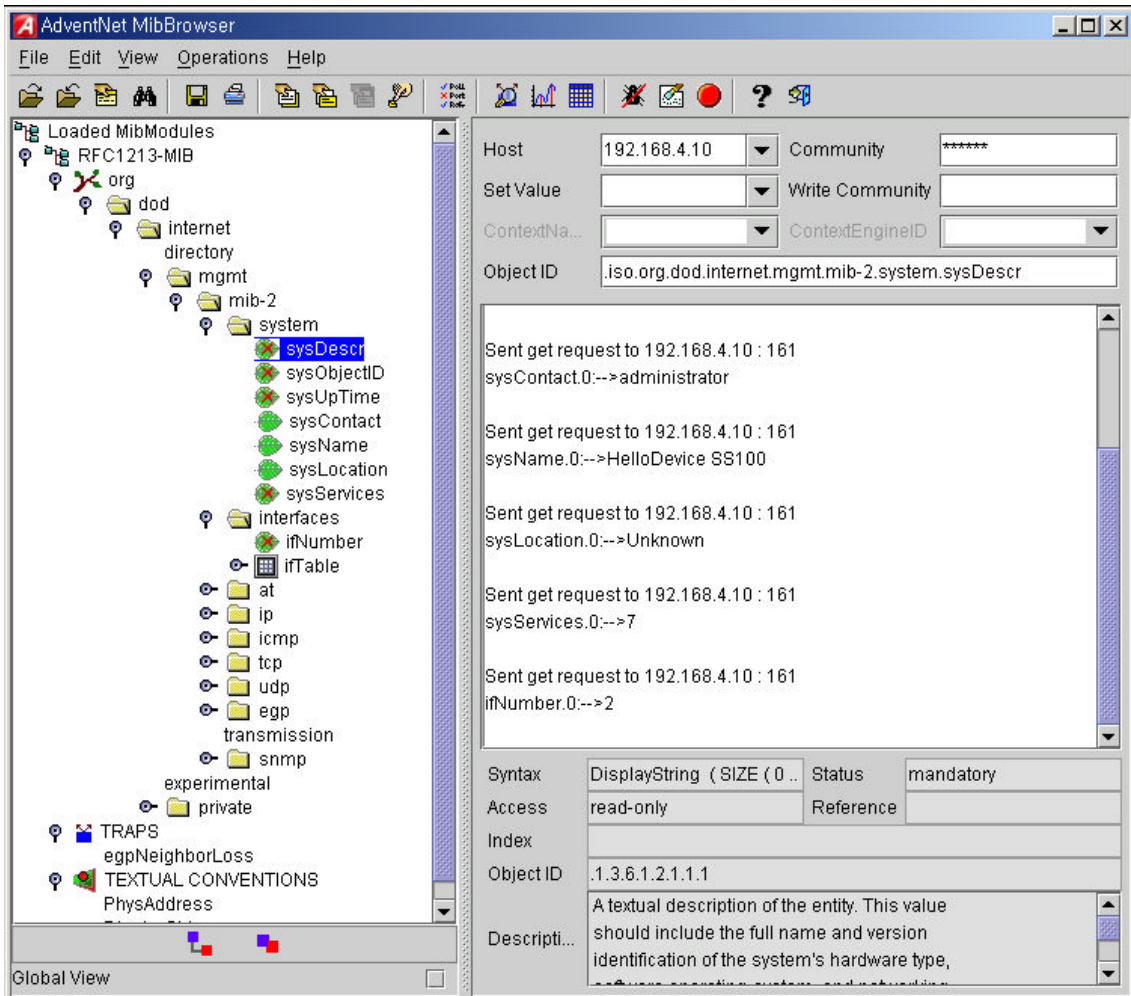 AdventNet MibBrowser
File Edit View Operations Help
Poll
Port
Loaded MibModules
RFC1213-MIB
org
dod
internet
directory
mgmt
mib-2
system
sysDescr
sysObjectID
sysUpTime
sysContact
sysName
sysLocation
sysServices
interfaces
ifNumber
ifTable
at
ip
icmp
tcp
udp
egp
transmission
snmp
experimental
private
TRAPS
egpNeighborLoss
TEXTUAL CONVENTIONS
PhysAddress
Global View
Host 192.168.4.10 Community ******
Set Value Write Community
ContextNa... ContextEngineID
Object ID .iso.org.dod.internet.mgmt.mib-2.system.sysDescr
Sent get request to 192.168.4.10 : 161
sysContact.0:-->administrator
Sent get request to 192.168.4.10 : 161
sysName.0:-->HelloDevice SS100
Sent get request to 192.168.4.10 : 161
sysLocation.0:-->Unknown
Sent get request to 192.168.4.10 : 161
sysServices.0:-->7
Sent get request to 192.168.4.10 : 161
ifNumber.0:-->2
Syntax DisplayString ( SIZE ( 0 .. Status mandatory
Access read-only Reference
Index
Object ID .1.3.6.1.2.1.1.1
Descripti... A textual description of the entity. This value
should include the full name and version
identification of the system's hardware type,